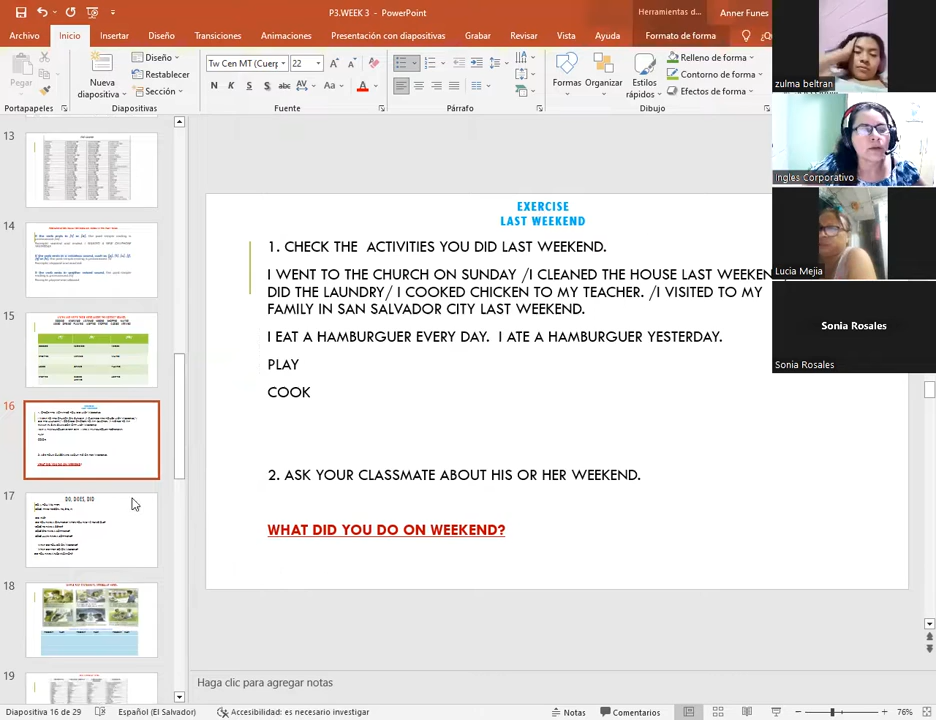 P3.WEEK 3 - PowerPoint
Herramientas d...
Anner Funes
Archivo
Inicio
Insertar
Diseño
Transiciones
Animaciones
Presentación con diapositivas
Grabar
Revisar
Vista
Ayuda
Formato de forma
Pegar
Nueva
diapositiva
Diseño
Restablecer
Sección
Tw Cen MT (Cuerp
22
N K S abc AV Aa A
Formas
Organizar
Estilos
rápidos
Relleno de forma
Contorno de forma
Efectos de forma
Portapapeles
Diapositivas
Fuente
Párrafo
Dibujo
zulma beltran
Ingles Corporativo
Lucia Mejia
Sonia Rosales
Sonia Rosales
13
14
15
16
17
DO, DOES, DID
18
19
EXERCISE
LAST WEEKEND
1. CHECK THE ACTIVITIES YOU DID LAST WEEKEND.
I WENT TO THE CHURCH ON SUNDAY /I CLEANED THE HOUSE LAST WEEKEN
DID THE LAUNDRY/ I COOKED CHICKEN TO MY TEACHER. /I VISITED TO MY
FAMILY IN SAN SALVADOR CITY LAST WEEKEND.
I EAT A HAMBURGUER EVERY DAY. I ATE A HAMBURGUER YESTERDAY.
PLAY
COOK
2. ASK YOUR CLASSMATE ABOUT HIS OR HER WEEKEND.
WHAT DID YOU DO ON WEEKEND?
Haga clic para agregar notas
Diapositiva 16 de 29
Español (El Salvador)
Accesibilidad: es necesario investigar
Notas
Comentarios
76%